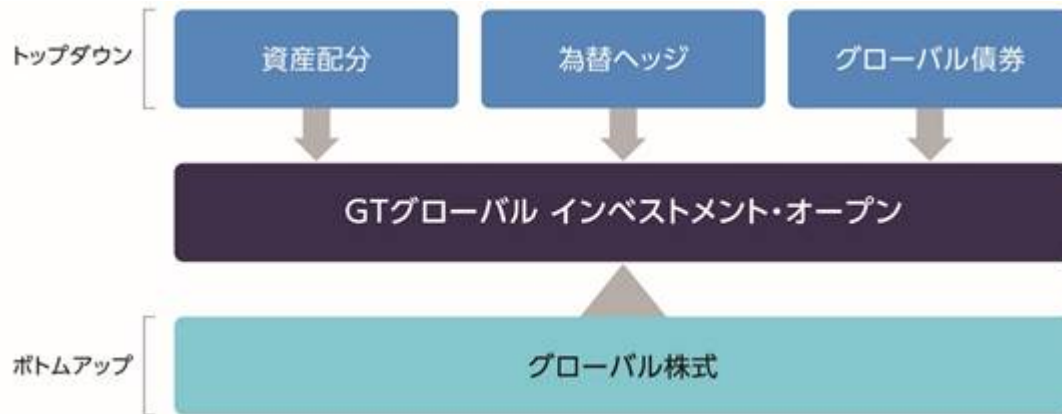 トップダウン
資産配分
為替ヘッジ
グローバル債券
GTグローバル インベストメント・オープン
ボトムアップ
グローバル株式